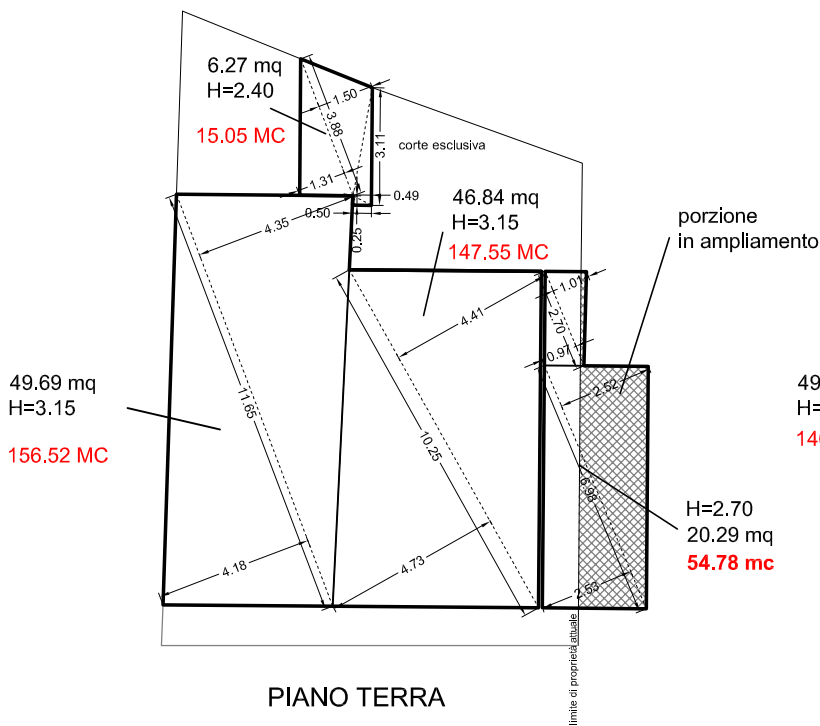 6.27 mq
H=2.40
15.05 MC
1.50
3.88
3.11
corte esclusiva
1.31
0.49
0.50
0.25
4.35
46.84 mq
H=3.15
147.55 MC
porzione
in ampliamento
1.01
2.70
4.41
0.97
2.52
49.69 mq
H=3.15
156.52 MC
11.65
10.25
49
H=
14
6.98
H=2.70
20.29 mq
54.78 mc
4.18
4.73
2.53
limite di proprietà attuale
PIANO TERRA